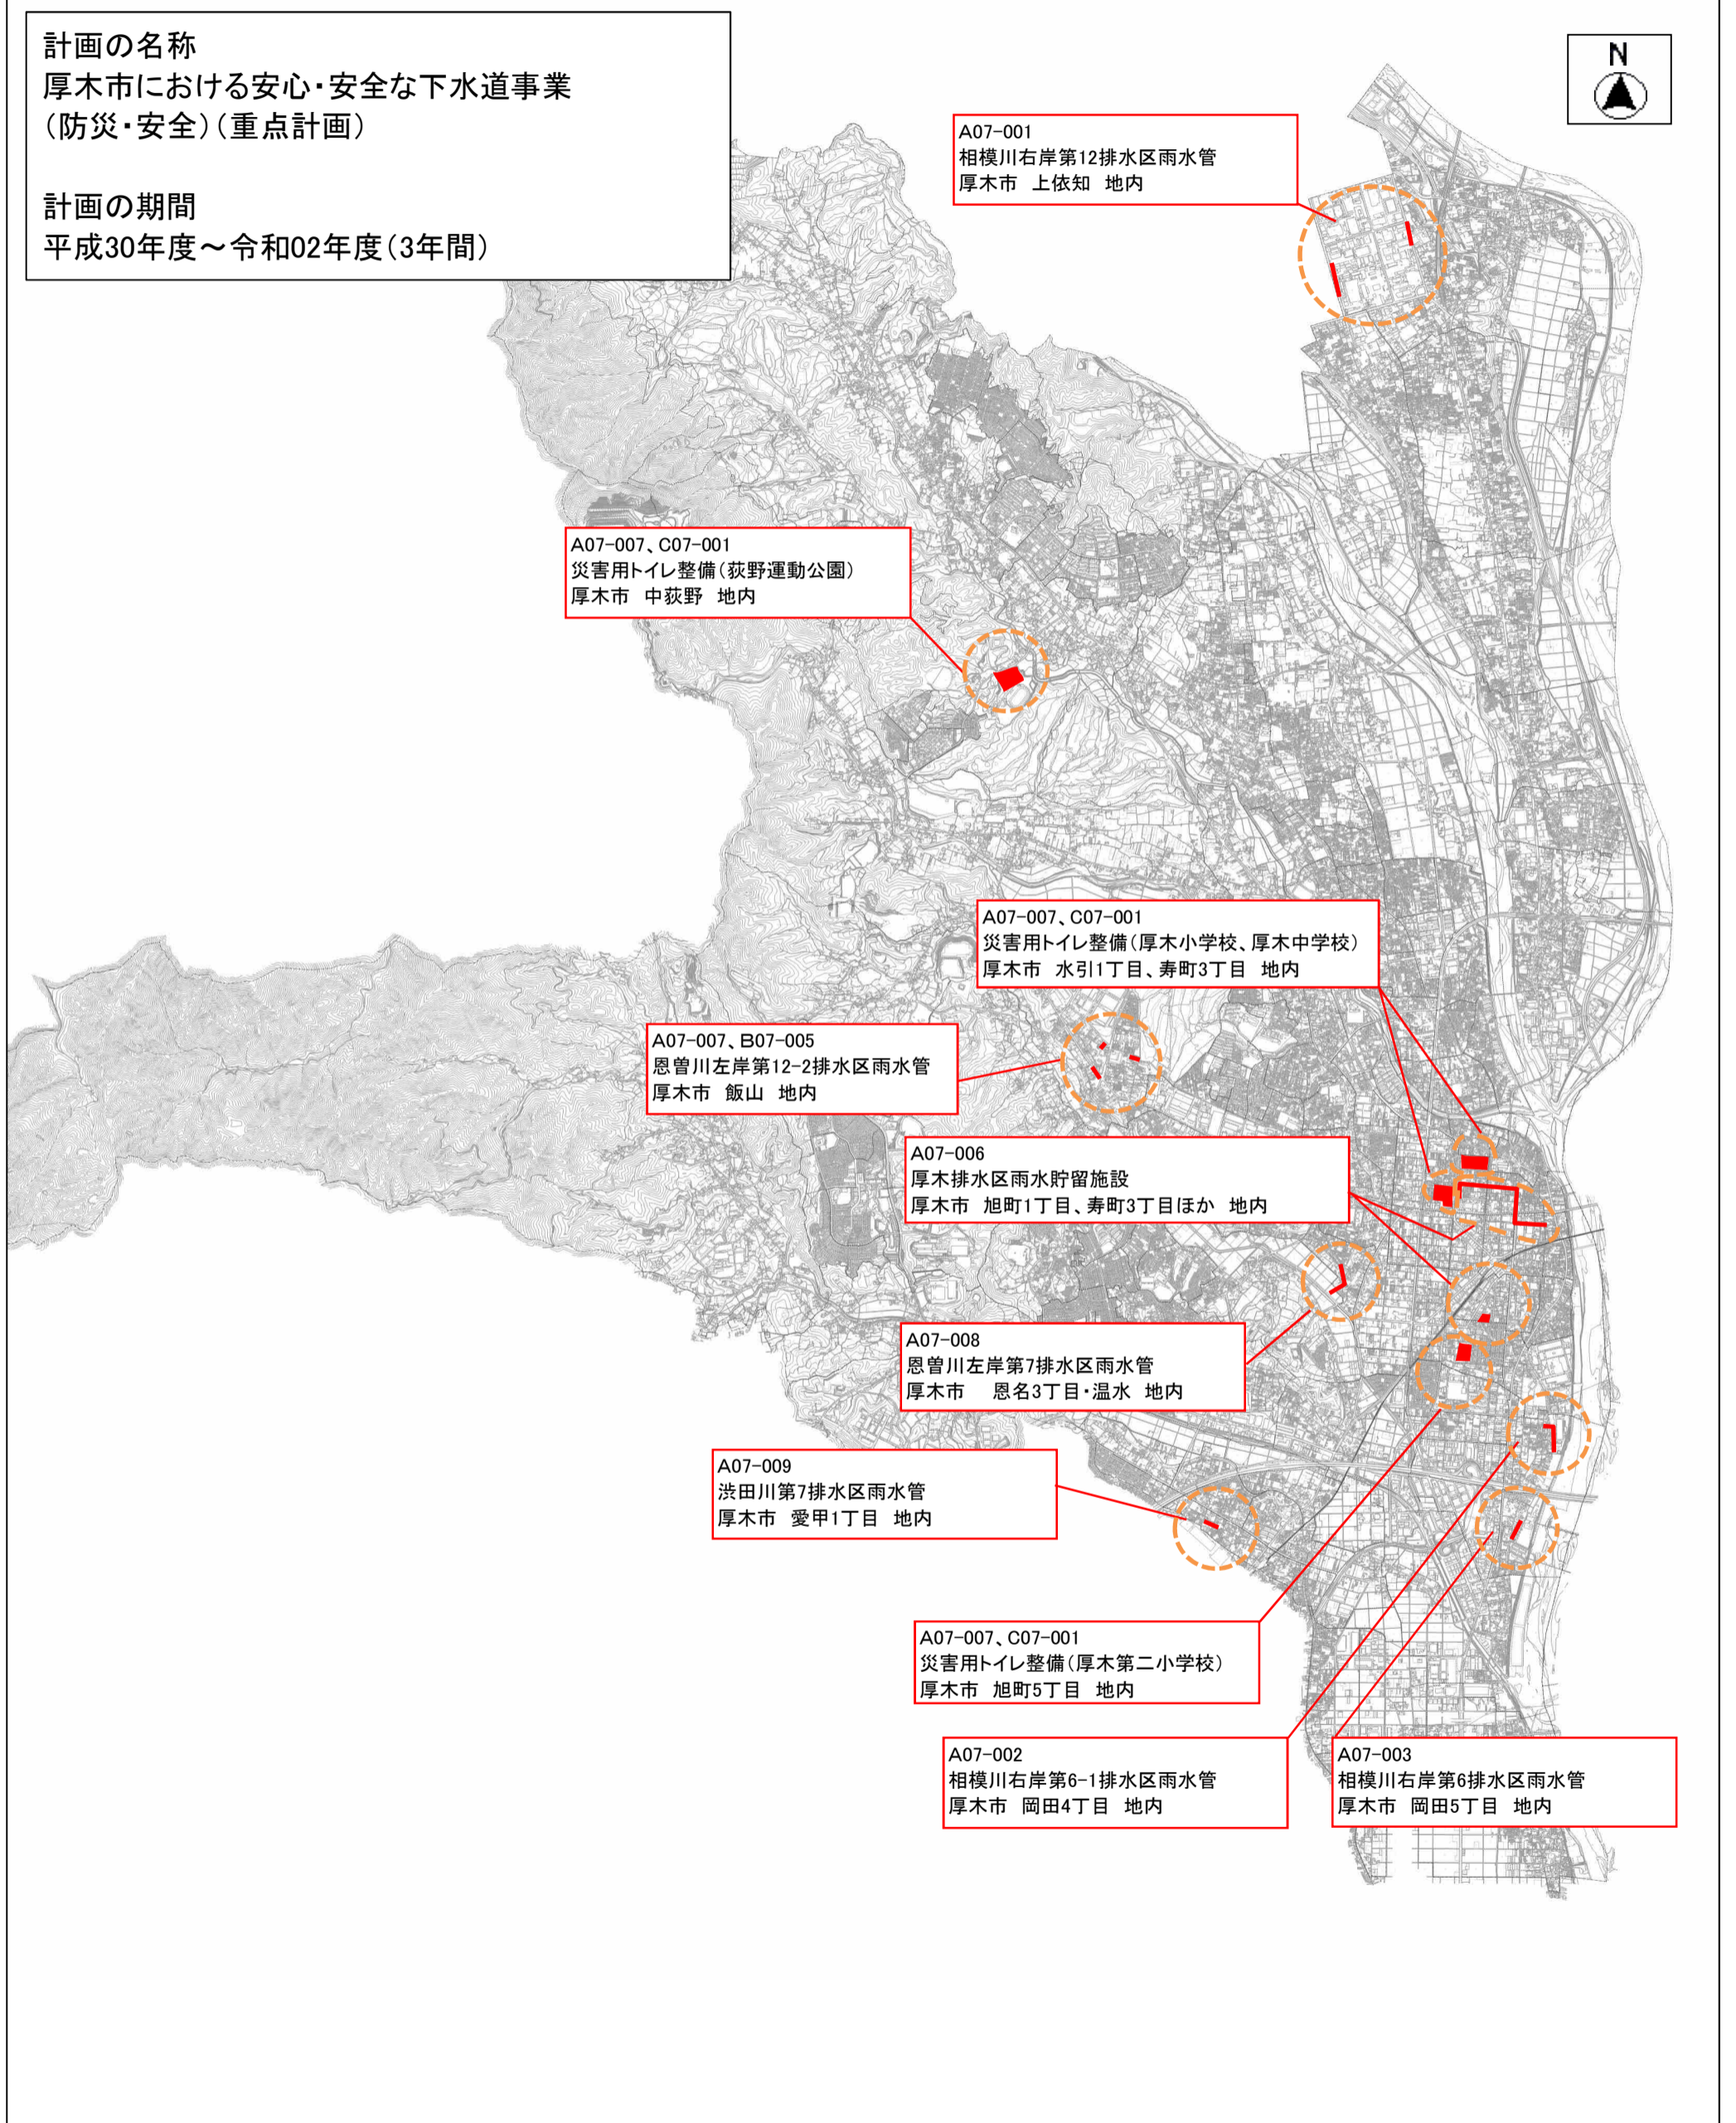 計画の名称
厚木市における安心・安全な下水道事業
（防災・安全）（重点計画）
計画の期間
平成30年度～令和02年度（3年間）
N
A07-001
相模川右岸第12排水区雨水管
厚木市 上依知 地内
A07-007、C07-001
災害用トイレ整備（荻野運動公園）
厚木市 中荻野 地内
A07-007、C07-001
災害用トイレ整備（厚木小学校、厚木中学校）
厚木市 水引1丁目、寿町3丁目 地内
A07-007、B07-005
恩曽川左岸第12-2排水区雨水管
厚木市 飯山 地内
A07-006
厚木排水区雨水貯留施設
厚木市 旭町1丁目、寿町3丁目ほか 地内
A07-008
恩曽川左岸第7排水区雨水管
厚木市 恩名3丁目・温水 地内
A07-009
渋田川第7排水区雨水管
厚木市 愛甲1丁目 地内
A07-007、C07-001
災害用トイレ整備（厚木第二小学校）
厚木市 旭町5丁目 地内
A07-002
相模川右岸第6-1排水区雨水管
厚木市 岡田4丁目 地内
A07-003
相模川右岸第6排水区雨水管
厚木市 岡田5丁目 地内